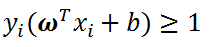 yᵢ(𝝎ᵀxᵢ + b) ≥ 1